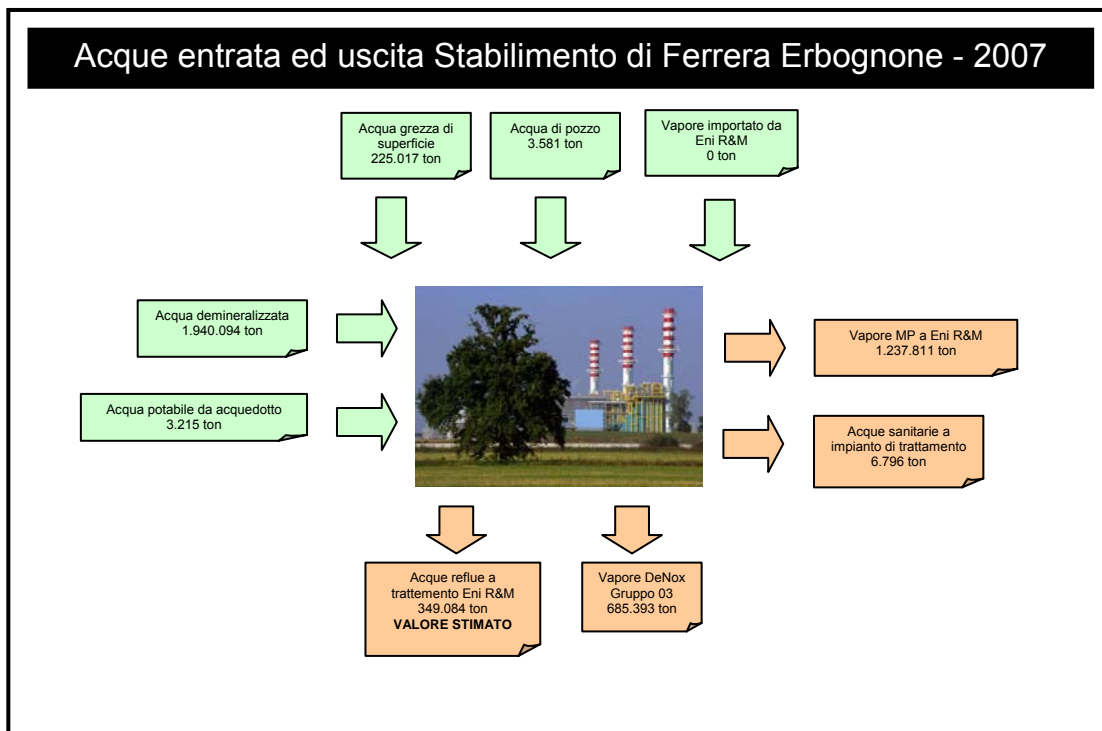 Acque entrata ed uscita Stabilimento di Ferrera Erbognone - 2007
Acqua grezza di
superficie
225.017 ton
Acqua di pozzo
3.581 ton
Vapore importato da
Eni R&M
0 ton
Acqua demineralizzata
1.940.094 ton
Acqua potabile da acquedotto
3.215 ton
Vapore MP a Eni R&M
1.237.811 ton
Acque sanitarie a
impianto di trattamento
6.796 ton
Acque reflue a
trattemento Eni R&M
349.084 ton
VALORE STIMATO
Vapore DeNox
Gruppo 03
685.393 ton